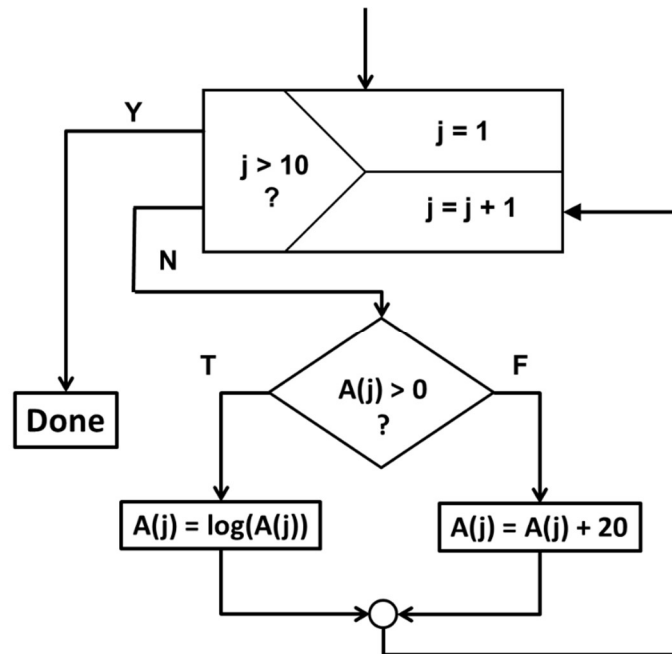 Y
j = 1
j > 10
?
j = j + 1
N
T
F
A(j) > 0
?
Done
A(j) = log(A(j))
A(j) = A(j) + 20